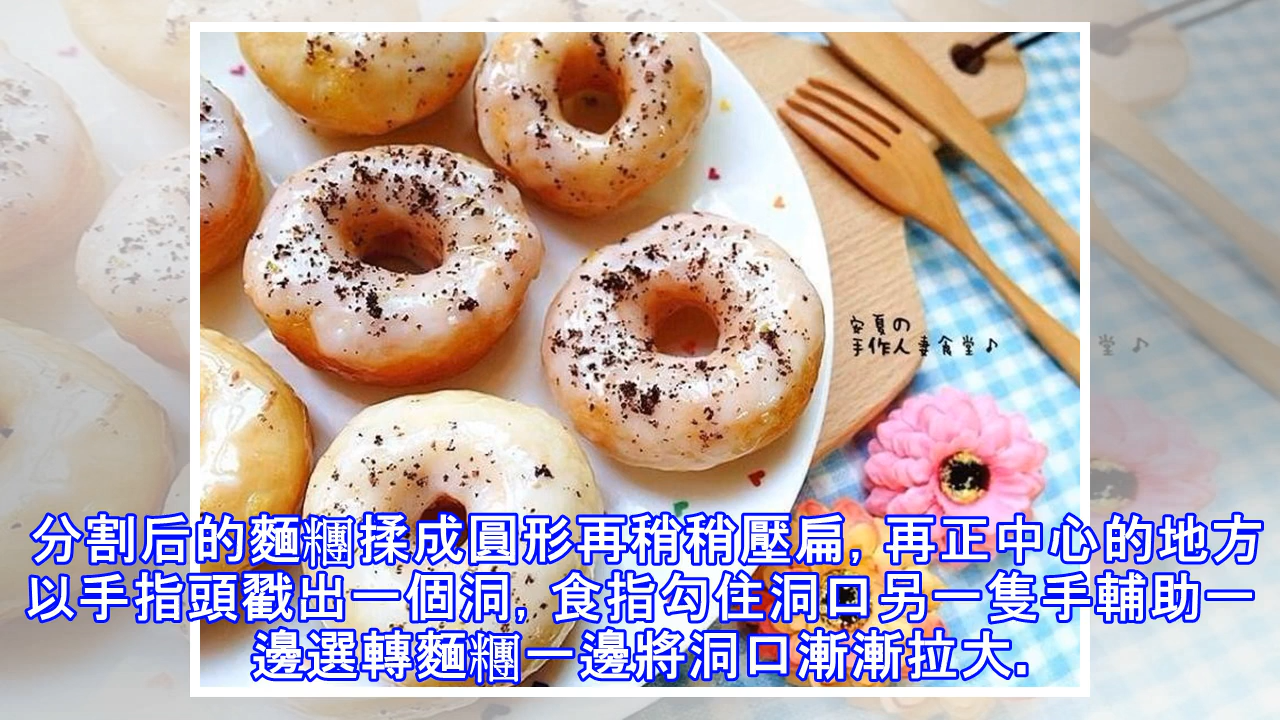 安夏の
手作人妻食堂♪
堂 ♪
分割后的麵糰揉成圓形再稍稍壓扁, 再正中心的地方
以手指頭戳出一個洞, 食指勾住洞口另一隻手輔助一
邊選轉麵糰一邊將洞口漸漸拉大.